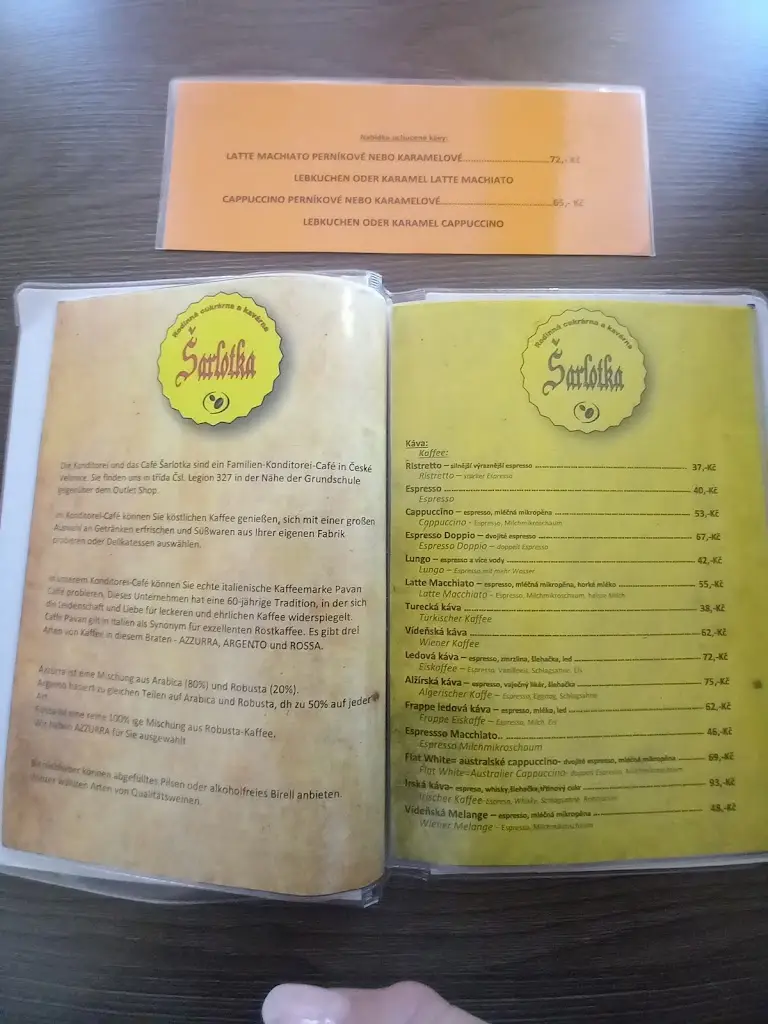 Nabídka ochucené kávy:
LATTE MACHIATO PERNÍKOVÉ NEBO KARAMELOVÉ..............................72,- Kč
LEBKUCHEN ODER KARAMEL LATTE MACHIATO
CAPPUCCINO PERNÍKOVÉ NEBO KARAMELOVÉ..............................65,- Kč
LEBKUCHEN ODER KARAMEL CAPPUCCINO
Rodinná cukrárna a kavárna
Šarlotka
Die Konditorei und das Café Šarlotka sind ein Familien-Konditorei-Café in České
Velenice. Sie finden uns in třída Čsl. Legion 327 in der Nähe der Grundschule
gegenüber dem Outlet Shop.
Im Konditorei-Café können Sie köstlichen Kaffee genießen, sich mit einer großen
Auswahl an Getränken erfrischen und Süßwaren aus Ihrer eigenen Fabrik
probieren oder Delikatessen auswählen.
In unserem Konditorei-Café können Sie echte italienische Kaffeemarke Pavan
Cafe probieren. Dieses Unternehmen hat eine 60-jährige Tradition, in der sich
die Leidenschaft und Liebe für leckeren und ehrlichen Kaffee widerspiegelt.
Caffe Pavan gilt in Italien als Synonym für exzellenten Röstkaffee. Es gibt drei
Arten von Kaffee in diesem Braten - AZZURRA, ARGENTO und ROSSA.
Azzurra ist eine Mischung aus Arabica (80%) und Robusta (20%).
Argento basiert zu gleichen Teilen auf Arabica und Robusta, dh zu 50% auf jeder
Art.
eine reine 100% ige Mischung aus Robusta-Kaffee.
Wir haben AZZURRA für Sie ausgewählt
können abgefülltes Pilsen oder alkoholfreies Birell anbieten.
Arten von Qualitätsweinen.
Rodinná cukrárna a kavárna
Šarlotka
Káva:
Kaffee:
Ristretto – silnější výraznější espresso ........................ 37,-Kč
Ristretto – stärker Espresso
Espresso ........................ 40,-Kč
Espresso
Cappuccino – espresso, mléčná mikropěna ........................ 53,-Kč
Cappuccino - Espresso, Milchmikroschaum
Espresso Doppio – dvojité espresso ........................ 67,-Kč
Espresso Doppio – doppelt Espresso
Lungo – espresso a více vody ........................ 42,-Kč
Lungo – Espresso mit mehr Wasser
Latte Macchiato – espresso, mléčná mikropěna, horké mléko ........................ 55,-Kč
Latte Macchiato – Espresso, Milchmikroschaum, heisse Milch
Turecká káva ........................ 38,-Kč
Türkischer Kaffee
Vídeňská káva ........................ 62,-Kč
Wiener Kaffee
Ledová káva – espresso, zmrzlina, šlehačka, led ........................ 72,-Kč
Eiskaffee – Espresso, Vanilleeis, Schlagsahne, Eis
Alžírská káva – espresso, vaječný likér, šlehačka ........................ 75,-Kč
Algerischer Kaffe – Espresso, Eggnog, Schlagsahne
Frappe ledová káva – espresso, mléko, led ........................ 62,-Kč
Frappe Eiskaffe – Espresso, Milch, Eis
Espressso Macchiato.. ........................ 46,-Kč
Espresso Milchmikroschaum
Flat White= australské cappuccino- dvojité espresso, mléčná mikropěna ........................ 69,-Kč
Flat White=Australier Cappuccino- doppelt Espresso, Milchmikroschaum
Irská káva- espreso, whisky,šlehačka,třtinový cukr ........................ 93,-Kč
Irischer Kaffee- Espreso, Whisky, Schlagsahne,
Vídeňská Melange – espresso, mléčná mikropěna ........................ 48,-Kč
Wiener Melange – Espresso, Milchmikroschaum